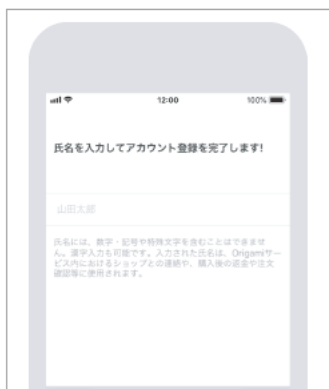 12:00
100%
氏名を入力してアカウント登録を完了します!
山田太郎
氏名には、数字・記号や特殊文字を含むことはできませ
ん。漢字入力も可能です。入力された氏名は、Origamiサー
ビス内におけるショップとの連絡や、購入後の返金や注文
確認等に使用されます。